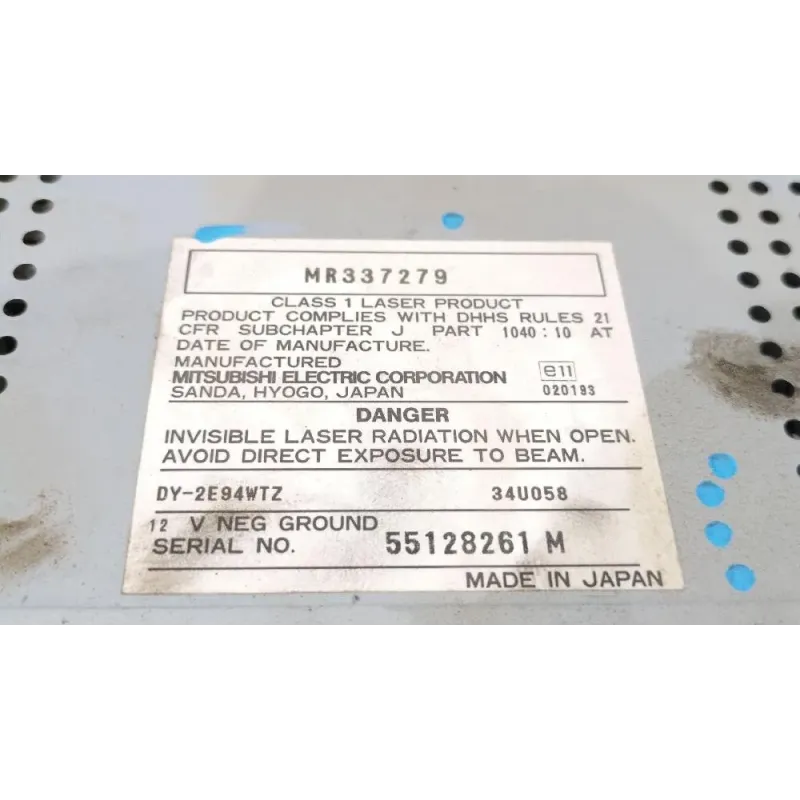 MR337279
CLASS 1 LASER PRODUCT
PRODUCT COMPLIES WITH DHHS RULES 21
CFR SUBCHAPTER J PART 1040:10 AT
DATE OF MANUFACTURE.
MANUFACTURED
MITSUBISHI ELECTRIC CORPORATION e11
SANDA, HYOGO, JAPAN 020193
DANGER
INVISIBLE LASER RADIATION WHEN OPEN.
AVOID DIRECT EXPOSURE TO BEAM.
DY-2E94WTZ 34U058
12 V NEG GROUND
SERIAL NO. 55128261 M
MADE IN JAPAN